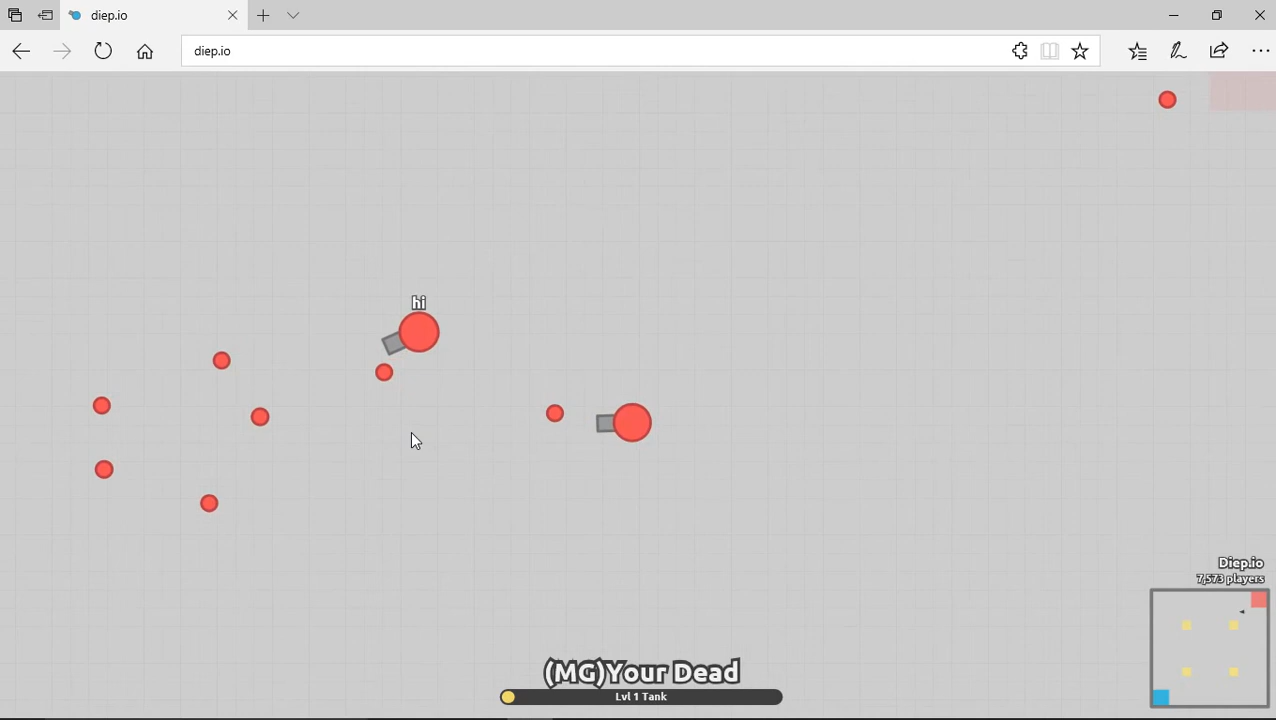 diep.io
diep.io
hi
Diep.io
7,573 players
(MG)Your Dead
Lvl 1 Tank